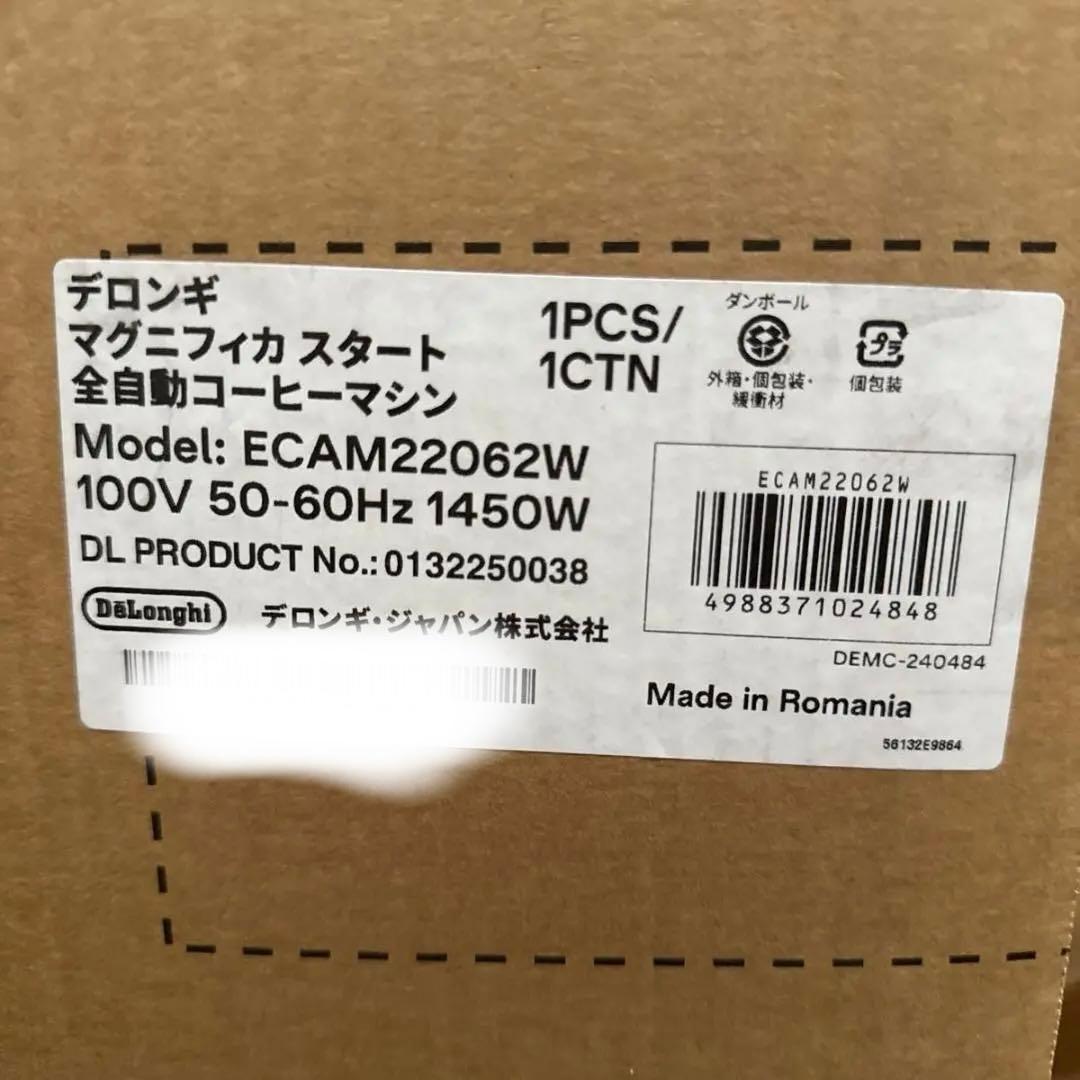 デロンギ
マグニフィカ スタート
全自動コーヒーマシン
1PCS/
1CTN
ダンボール
外箱・個包装・
緩衝材
プラ
個包装
Model: ECAM22062W
100V 50-60Hz 1450W
DL PRODUCT No.:0132250038
DeLonghi
デロンギ・ジャパン株式会社
ECAM22062W
4988371024848
DEMC-240484
Made in Romania
56132E9864